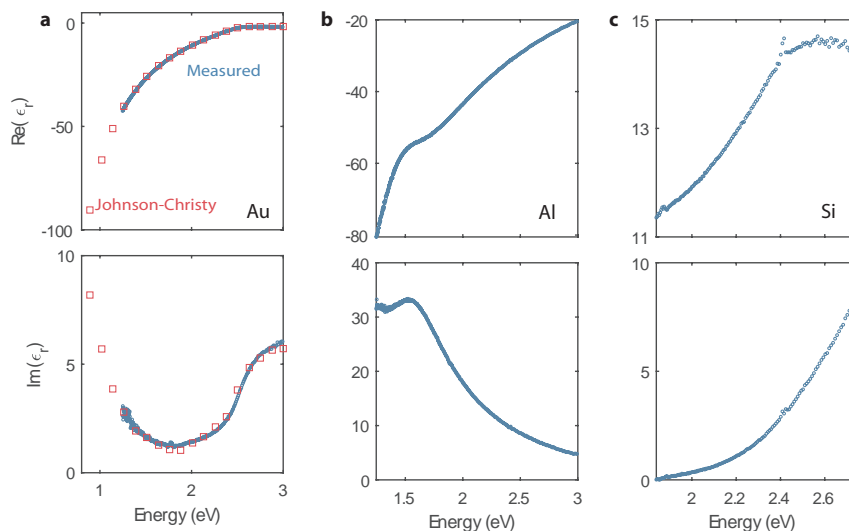 a
0
-50
-100
Re( ϵr)
Measured
Johnson-Christy
Au
10
5
0
Im( ϵr)
1
2
3
Energy (eV)
b
-20
-40
-60
-80
Al
40
30
20
10
0
1.5
2
2.5
3
Energy (eV)
c
15
13
11
Si
10
5
0
2
2.2
2.4
2.6
Energy (eV)